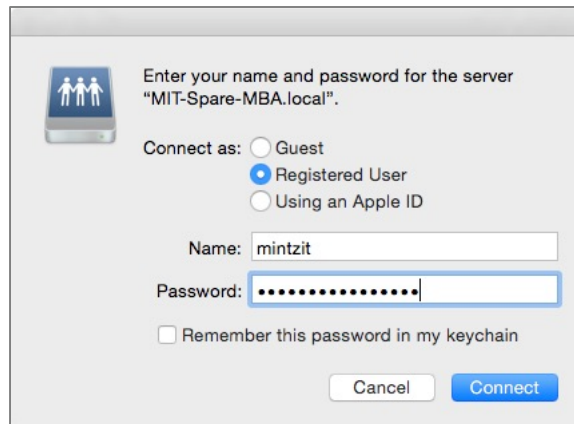 Enter your name and password for the server
“MIT-Spare-MBA.local”.
Connect as: Guest
Registered User
Using an Apple ID
Name: mintzit
Password: ••••••••••••••••
Remember this password in my keychain
Cancel Connect